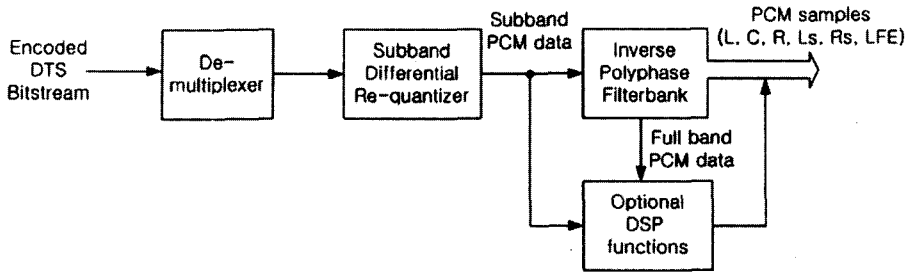 Encoded
DTS
Bitstream
De-
multiplexer
Subband
Differential
Re-quantizer
Subband
PCM data
Inverse
Polyphase
Filterbank
PCM samples
(L, C, R, Ls, Rs, LFE)
Full band
PCM data
Optional
DSP
functions